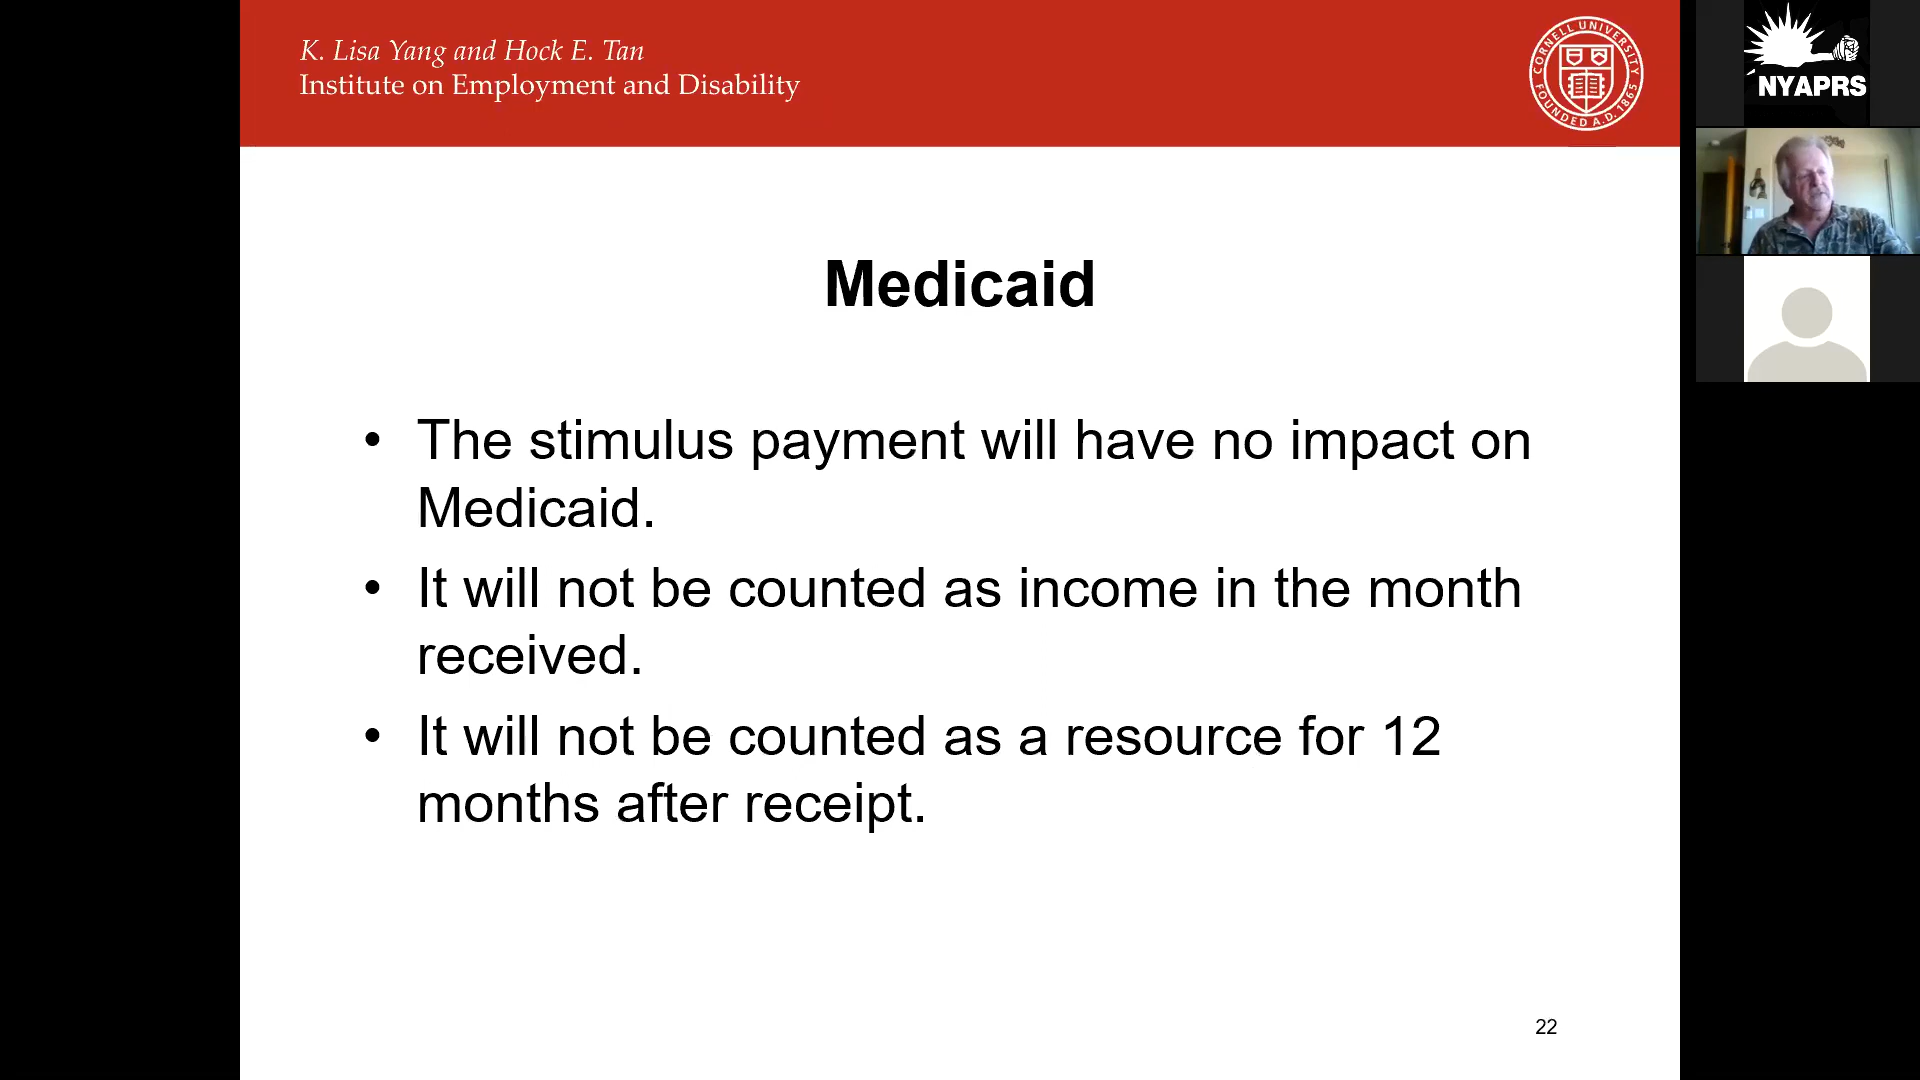 K. Lisa Yang and Hock E. Tan
Institute on Employment and Disability
CORNELL UNIVERSITY
FOUNDED A.D. 1865
NYAPRS
Medicaid
• The stimulus payment will have no impact on
Medicaid.
• It will not be counted as income in the month
received.
• It will not be counted as a resource for 12
months after receipt.
22